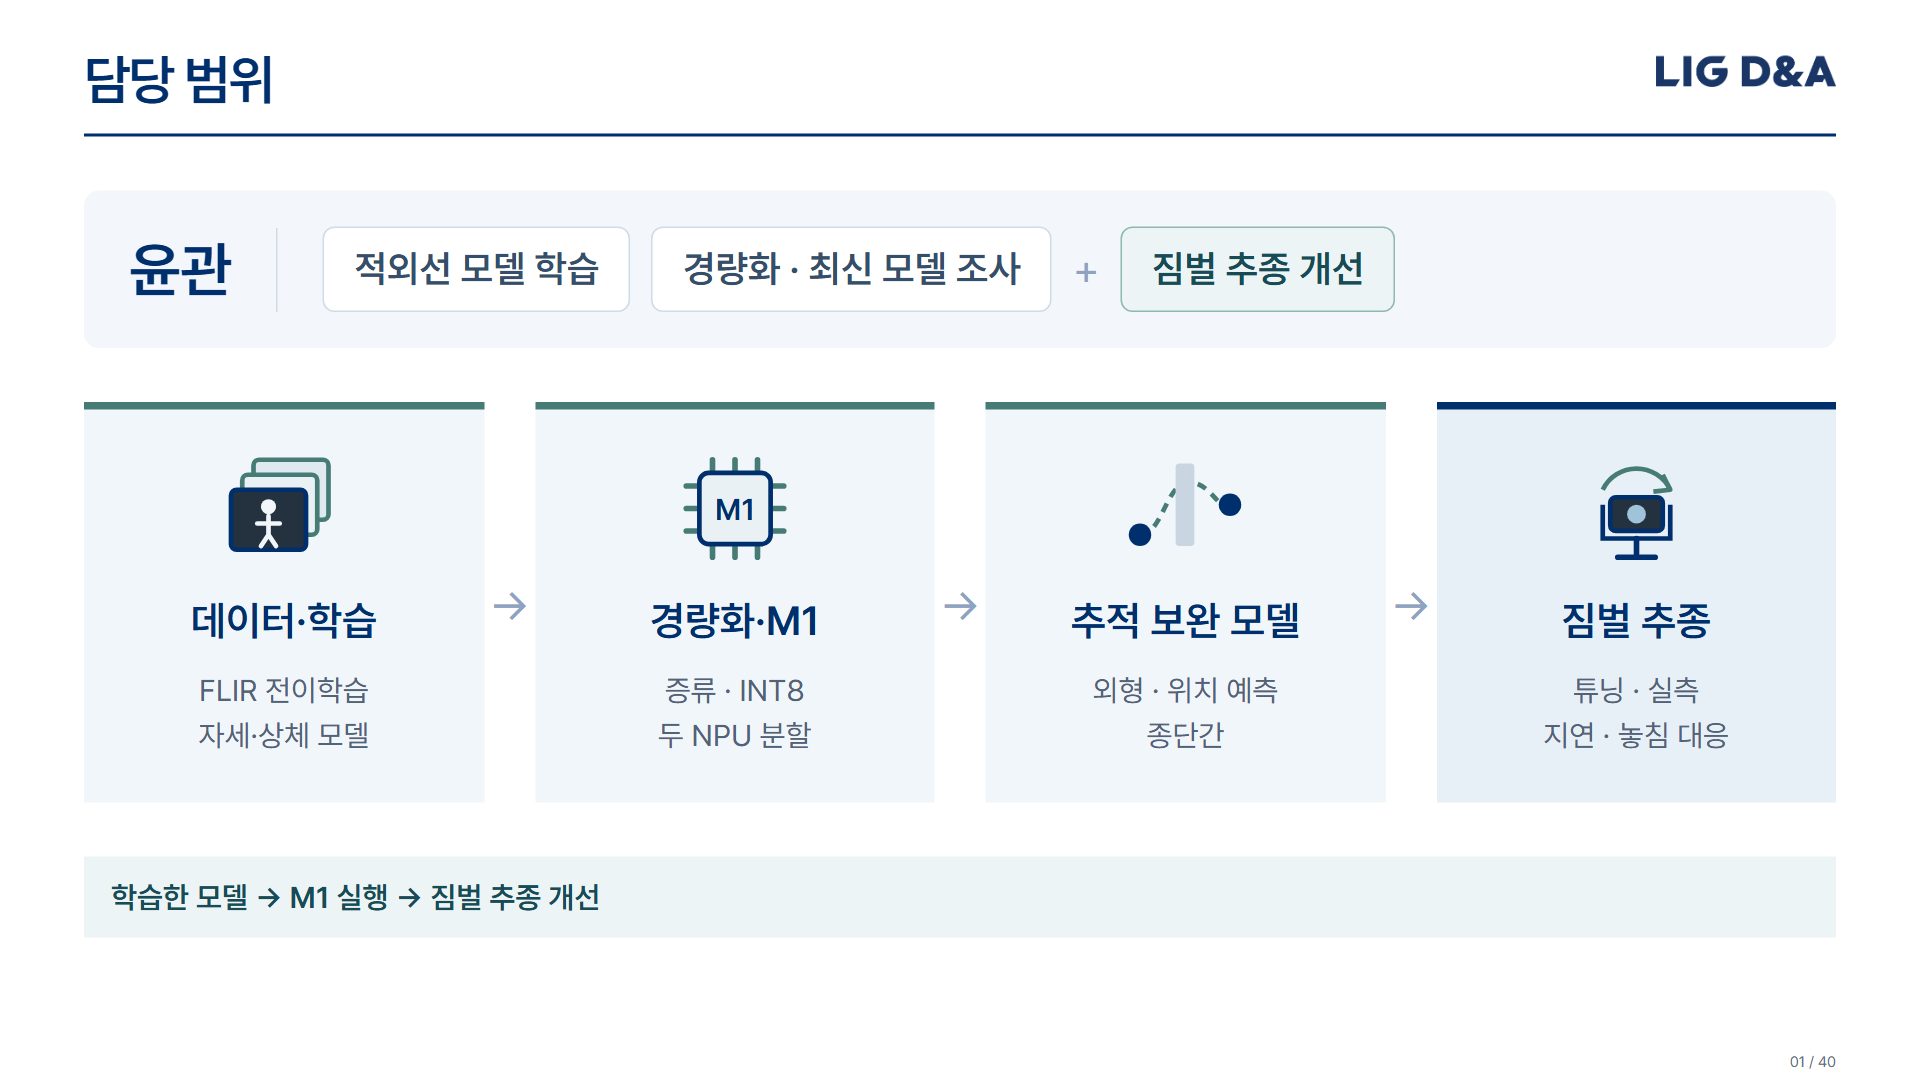 담당 범위
LIG D&A
윤관
적외선 모델 학습
경량화 · 최신 모델 조사
+
짐벌 추종 개선
M1
데이터·학습
FLIR 전이학습
자세·상체 모델
→
경량화·M1
증류 · INT8
두 NPU 분할
→
추적 보완 모델
외형 · 위치 예측
종단간
→
짐벌 추종
튜닝 · 실측
지연 · 놓침 대응
학습한 모델 → M1 실행 → 짐벌 추종 개선
01 / 40